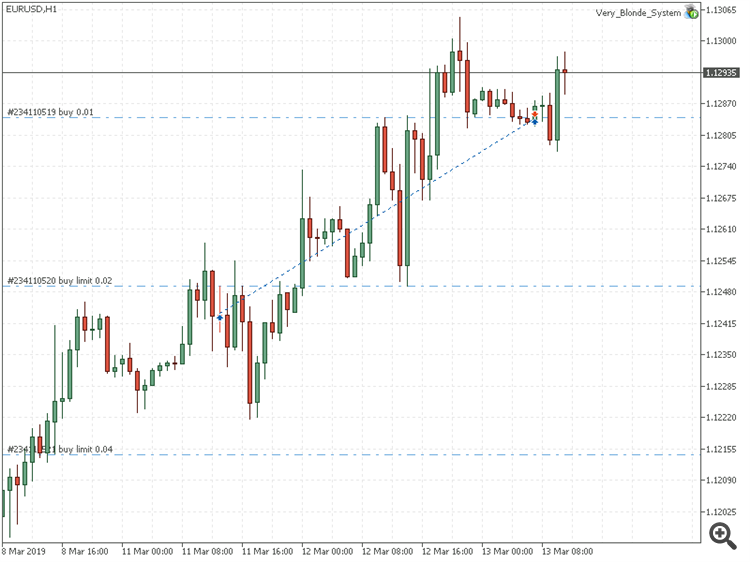 EURUSD,H1
Very_Blonde_System
1.13065
1.13000
1.12935
1.12870
#234110519 buy 0.01
1.12805
1.12740
1.12675
1.12610
1.12545
#234110520 buy limit 0.02
1.12480
1.12415
1.12350
1.12285
1.12220
buy limit 0.04
1.12155
1.12090
1.12025
8 Mar 2019
8 Mar 16:00
11 Mar 00:00
11 Mar 08:00
11 Mar 16:00
12 Mar 00:00
12 Mar 08:00
12 Mar 16:00
13 Mar 00:00
13 Mar 08:00